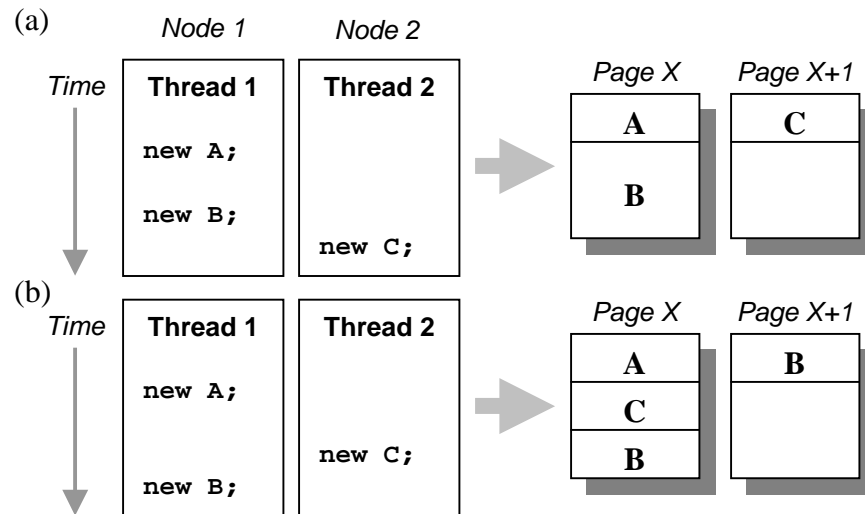 (a)
Node 1 Node 2
Time
Thread 1 Thread 2
Page X Page X+1
new A;
A C
new B;
B
new C;
(b)
Time
Thread 1 Thread 2
Page X Page X+1
new A;
A B
C
new C;
B
new B;